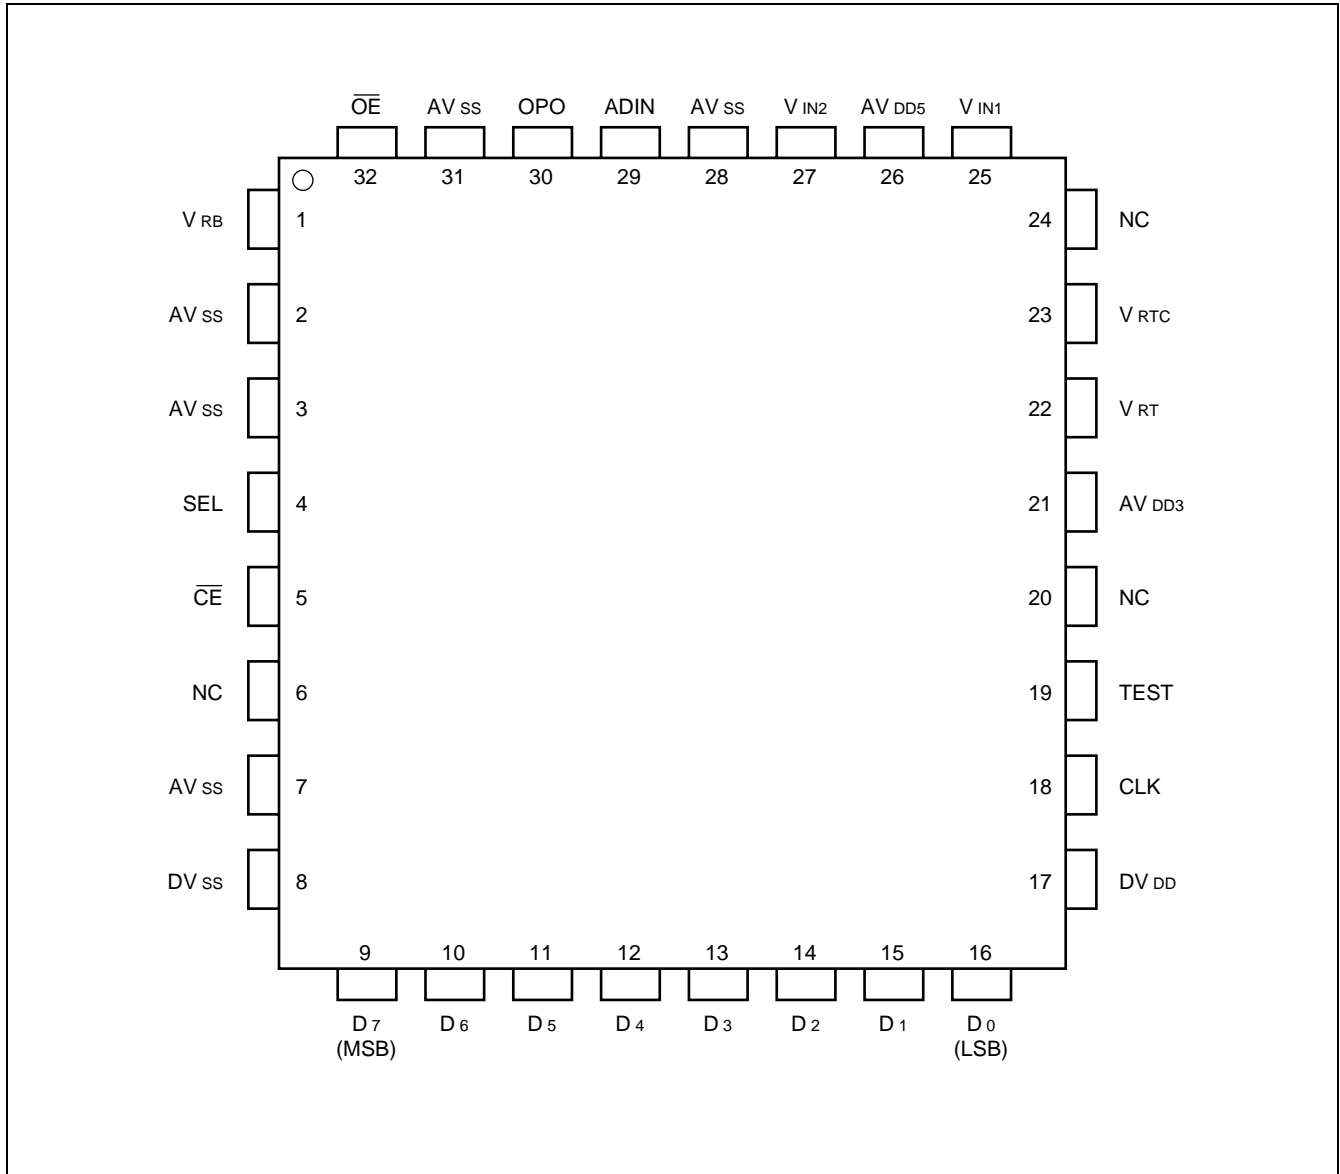 OE AV SS OPO ADIN AV SS V IN2 AV DD5 V IN1
32 31 30 29 28 27 26 25
V RB 1 24 NC
AV SS 2 23 V RTC
AV SS 3 22 V RT
SEL 4 21 AV DD3
CE 5 20 NC
NC 6 19 TEST
AV SS 7 18 CLK
DV SS 8 17 DV DD
9 10 11 12 13 14 15 16
D 7 D 6 D 5 D 4 D 3 D 2 D 1 D 0
(MSB) (LSB)